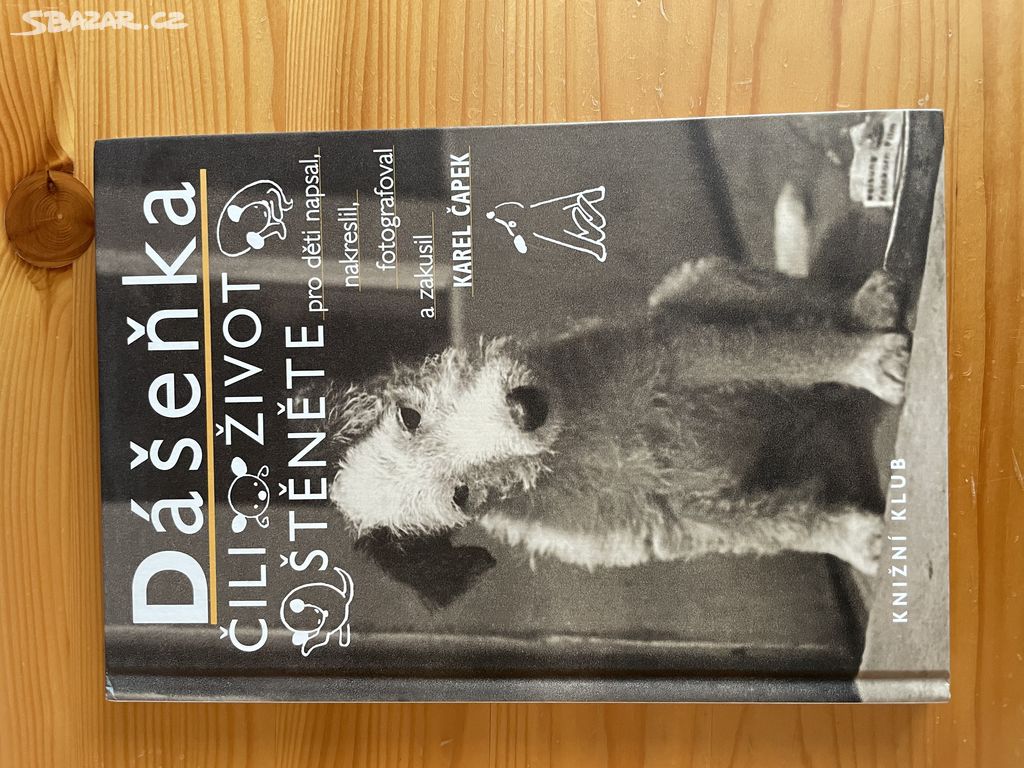 SBAZAR.CZ
Dášeňka
ČILI ŽIVOT
ŠTĚNĚTE
pro děti napsal,
nakreslil,
fotografoval
a zakusil
KAREL ČAPEK
KNIŽNÍ KLUB